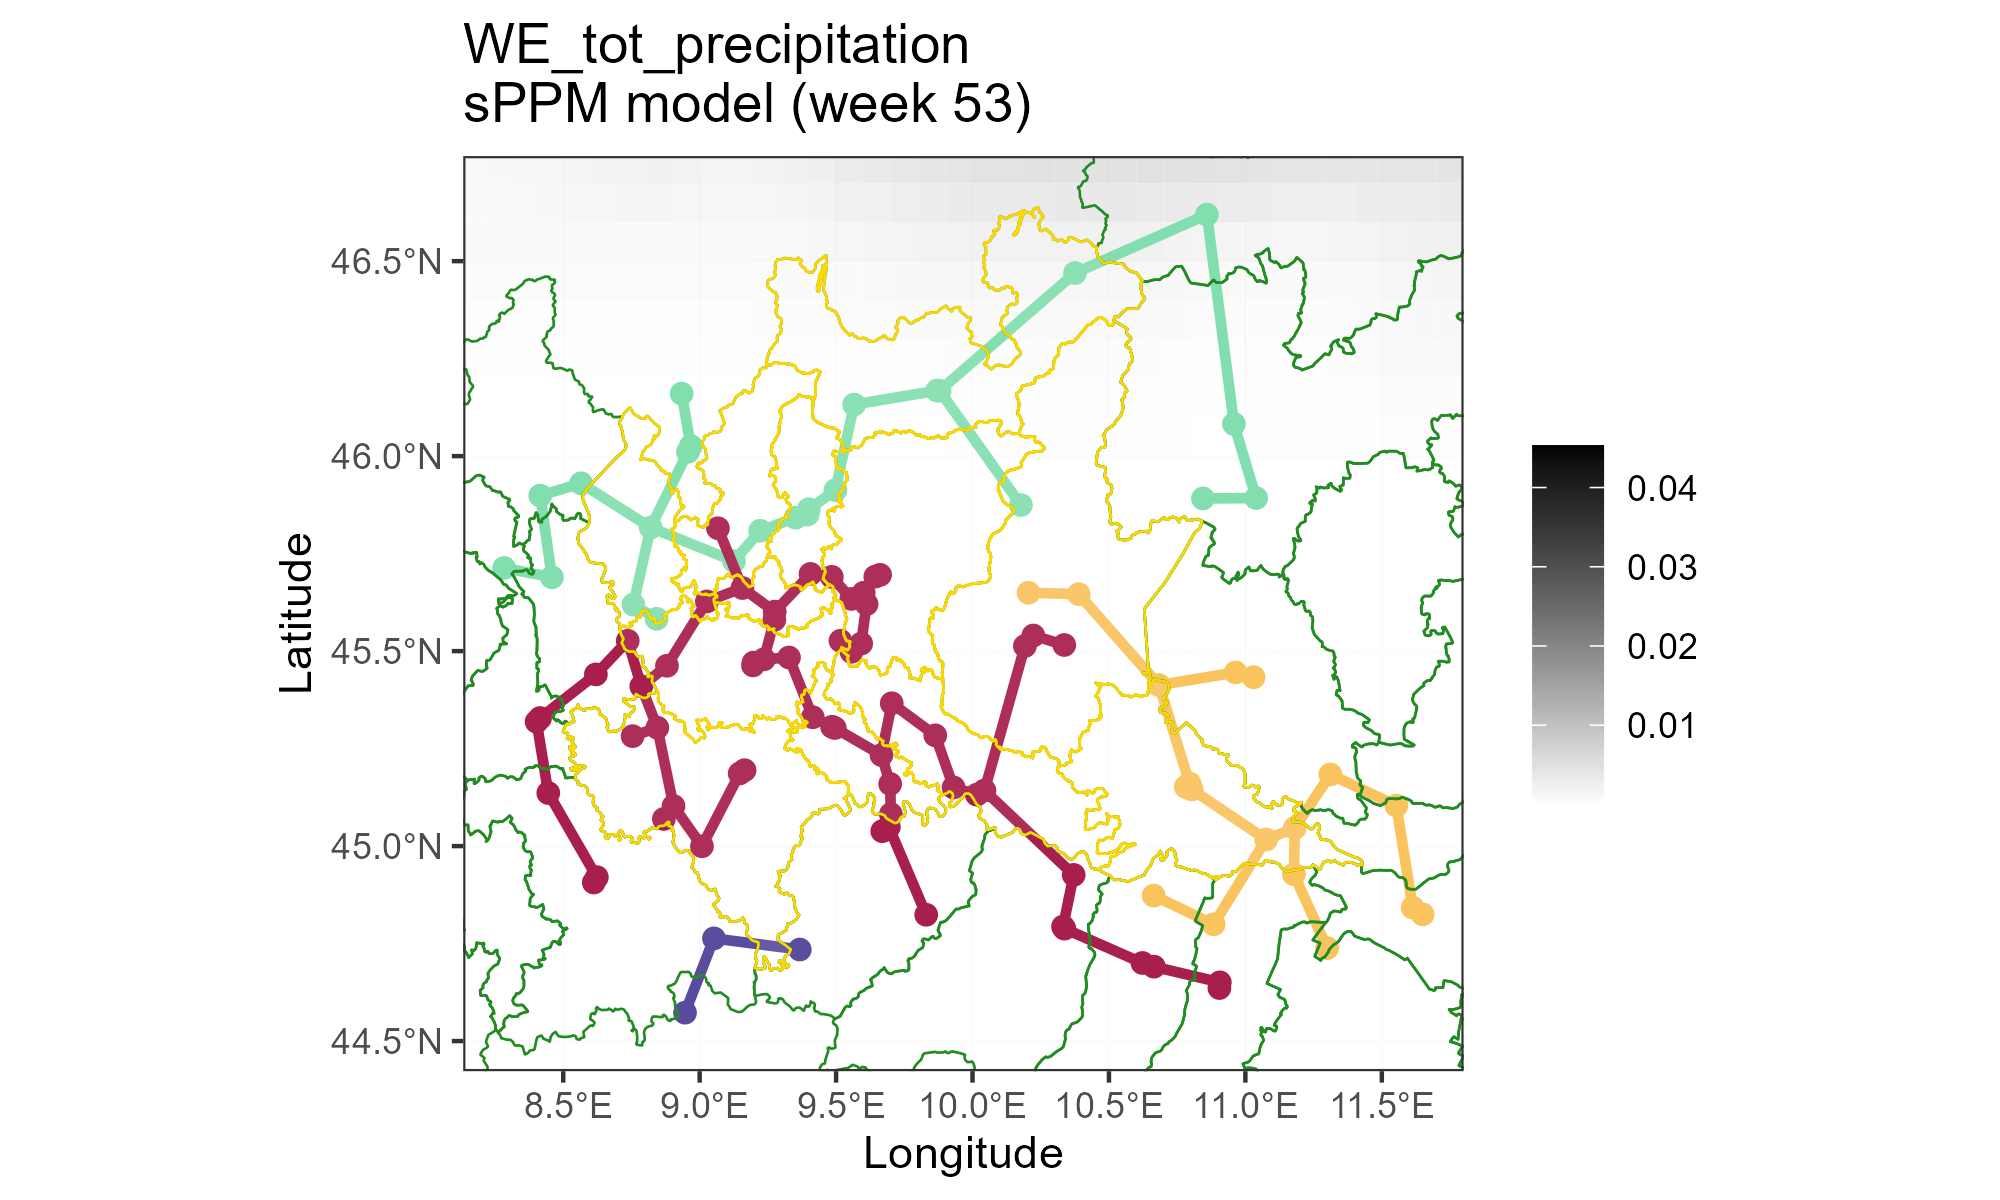 WE_tot_precipitation
sPPM model (week 53)
46.5°N
46.0°N
45.5°N
45.0°N
44.5°N
Latitude
8.5°E 9.0°E 9.5°E 10.0°E 10.5°E 11.0°E 11.5°E
Longitude
0.04
0.03
0.02
0.01